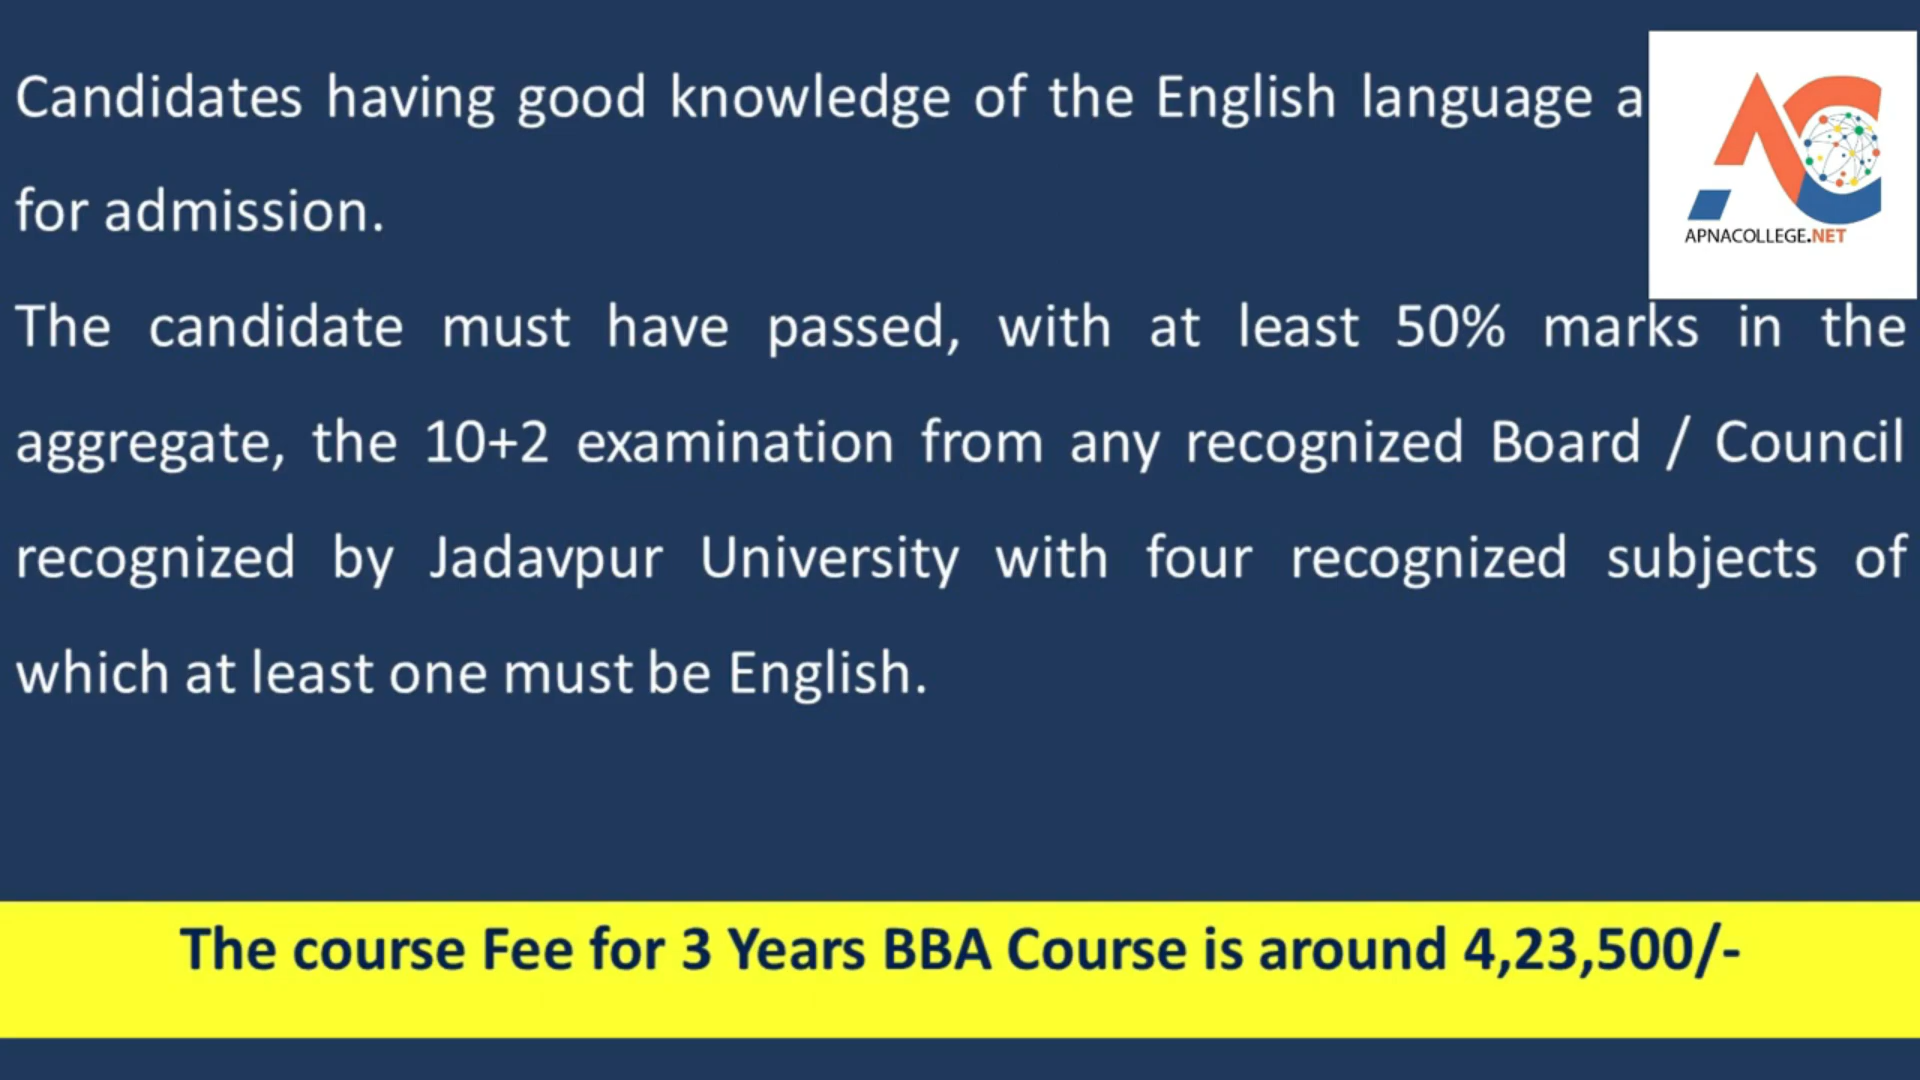 Candidates having good knowledge of the English language
for admission.
APNACOLLEGE.NET
The candidate must have passed, with at least 50% marks in the
aggregate, the 10+2 examination from any recognized Board / Council
recognized by Jadavpur University with four recognized subjects of
which at least one must be English.
The course Fee for 3 Years BBA Course is around 4,23,500/-